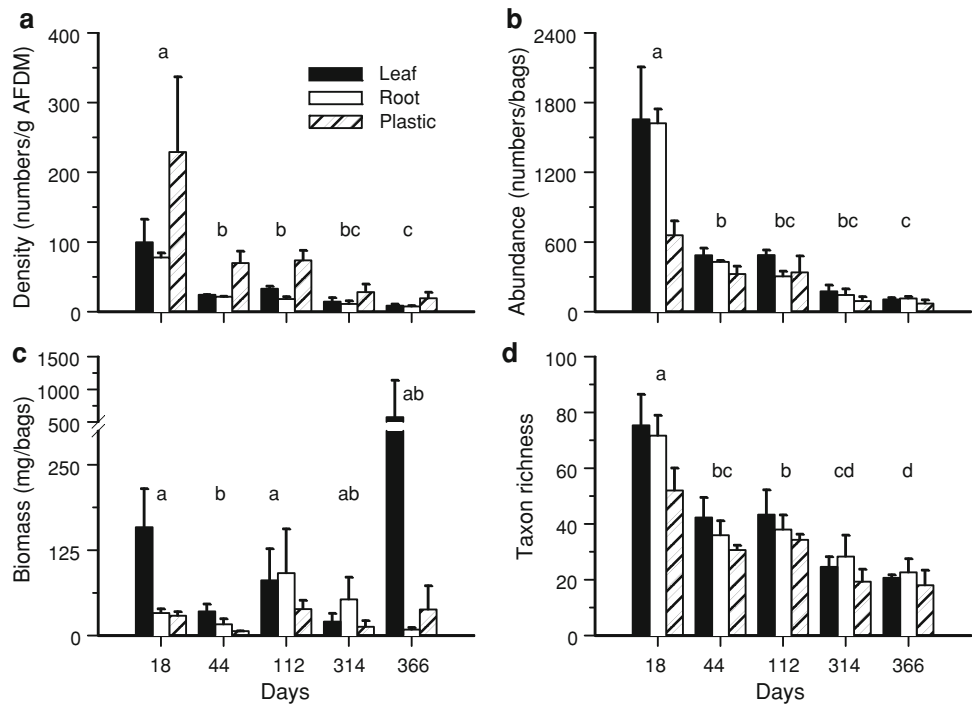 a
Density (numbers/g AFDM)
400
300
200
100
0
a
b
b
bc
c
Leaf
Root
Plastic
b
Abundance (numbers/bags)
2400
1800
1200
600
0
a
b
bc
bc
c
c
Biomass (mg/bags)
1500
1000
500
250
125
0
a
b
a
ab
ab
18 44 112 314 366
Days
d
Taxon richness
100
80
60
40
20
0
a
bc
b
cd
d
18 44 112 314 366
Days